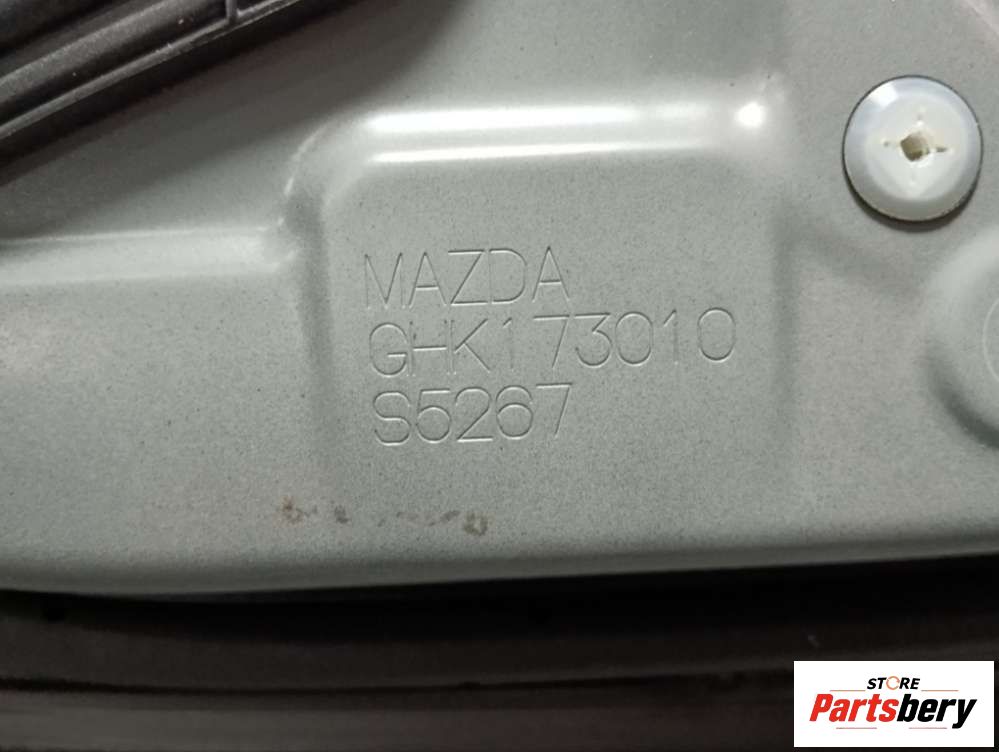 MAZDA
GHK173010
S5267
STORE
Partsbery